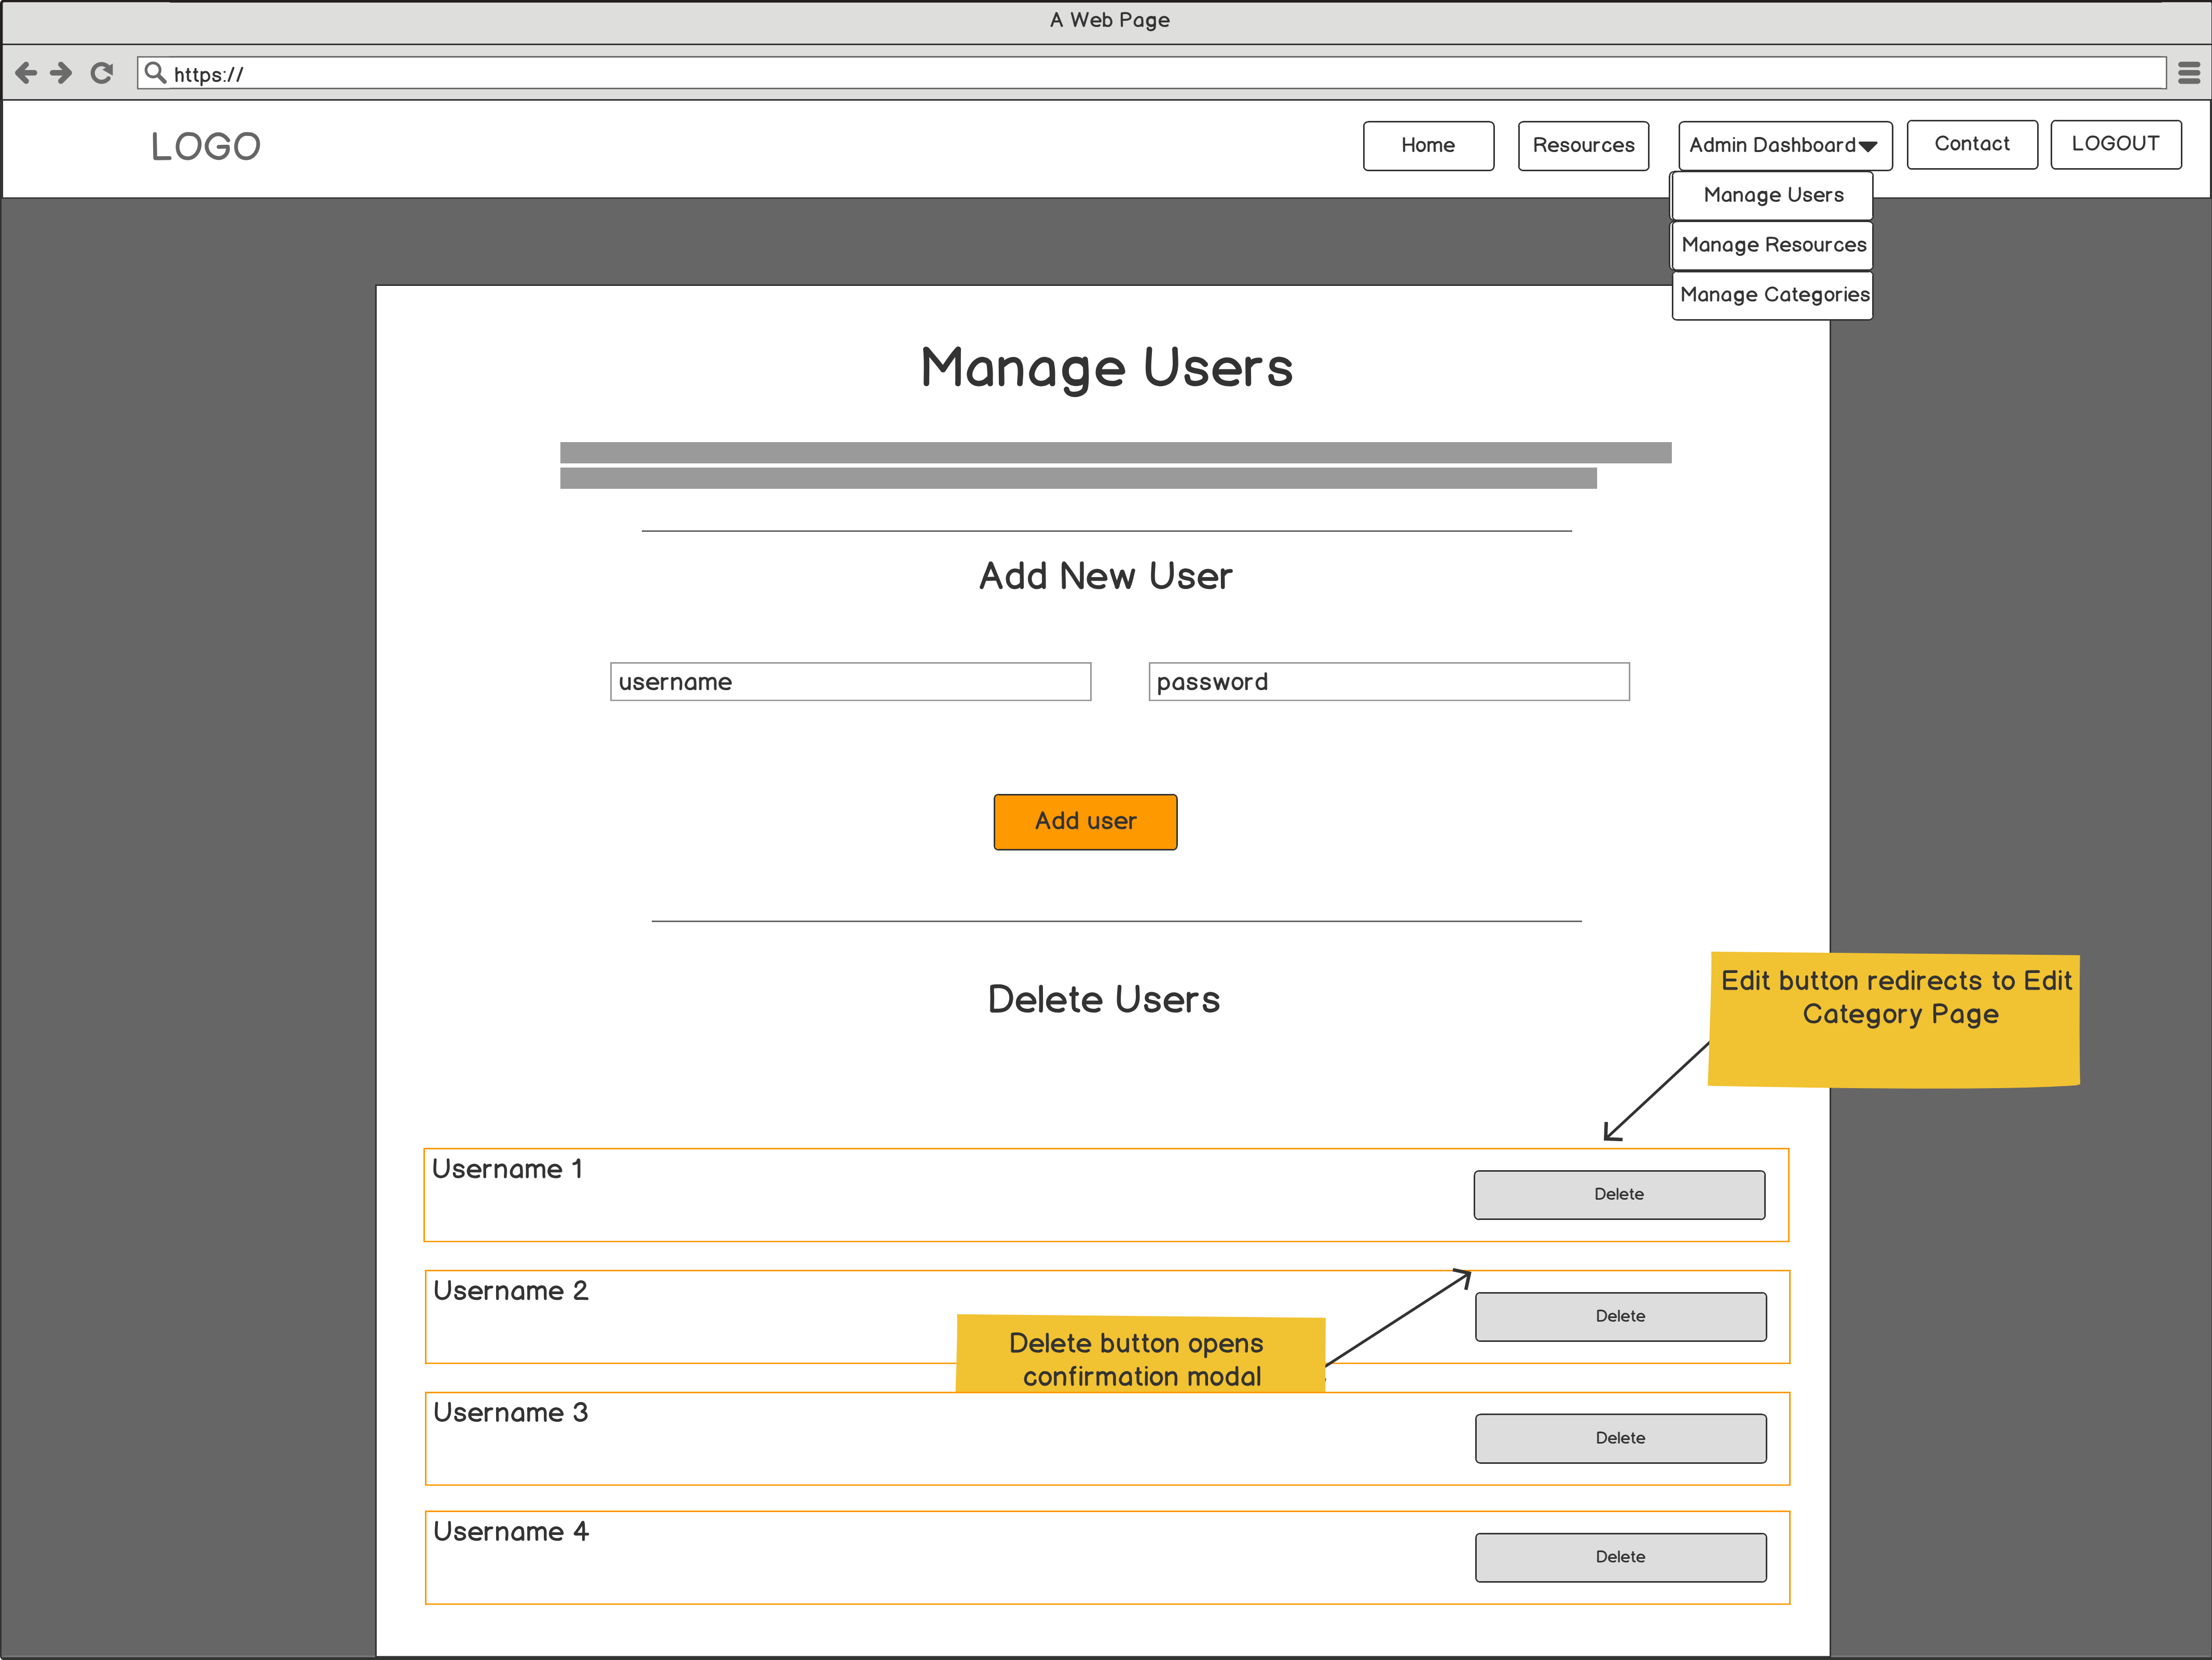 A Web Page
https://
LOGO
Home
Resources
Admin Dashboard
Contact
LOGOUT
Manage Users
Manage Resources
Manage Categories
Manage Users
Add New User
username
password
Add user
Delete Users
Edit button redirects to Edit
Category Page
Username 1
Delete
Username 2
Delete
Delete button opens
confirmation modal
Username 3
Delete
Username 4
Delete